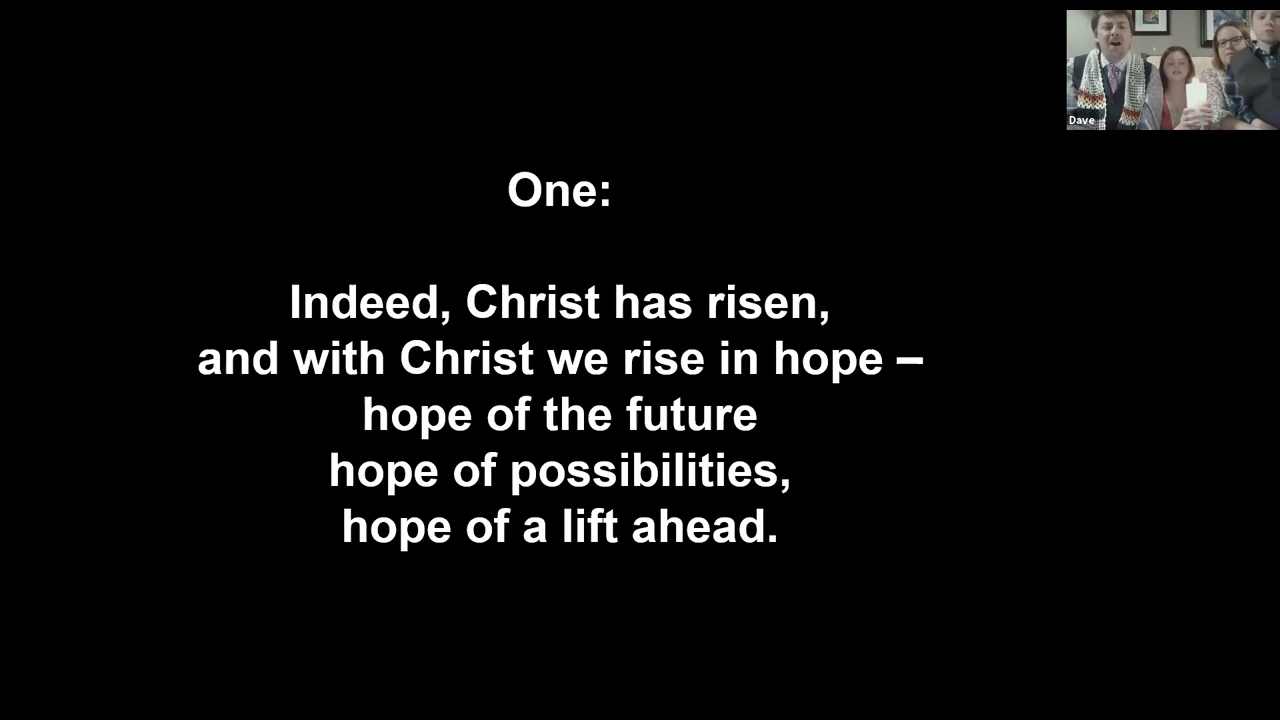 Dave
One:
Indeed, Christ has risen,
and with Christ we rise in hope –
hope of the future
hope of possibilities,
hope of a lift ahead.